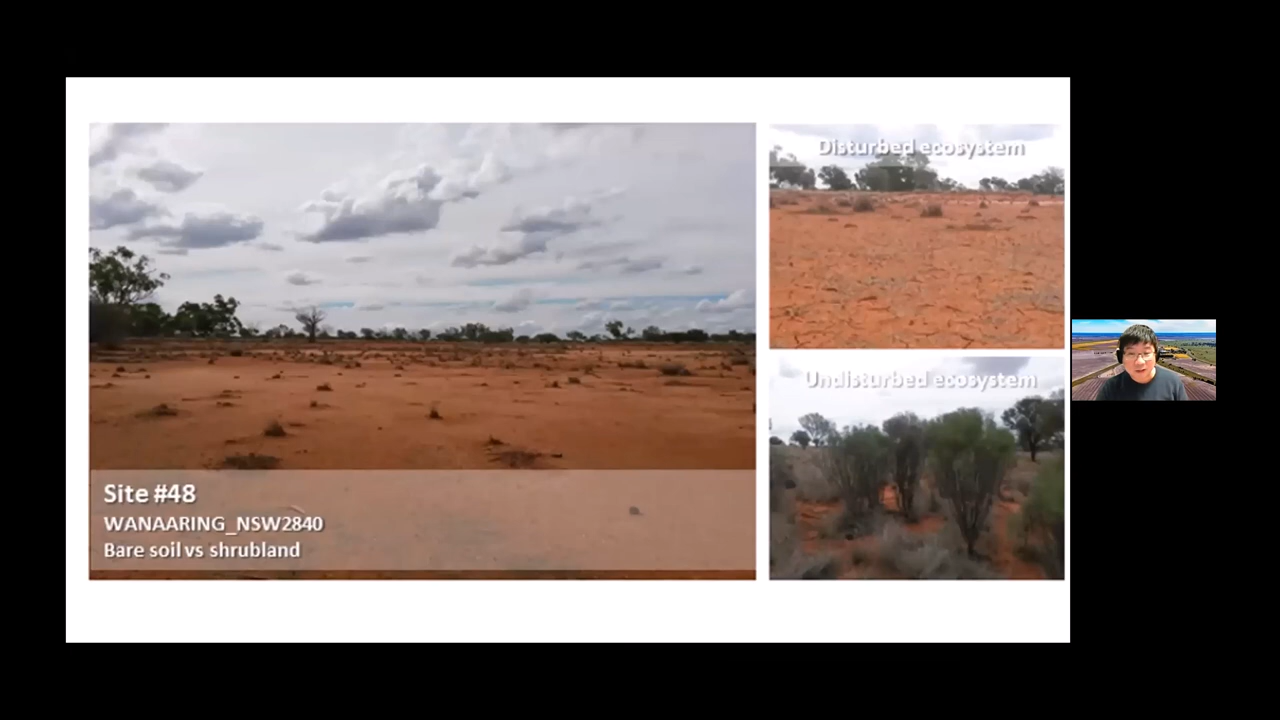 Disturbed ecosystem
Undisturbed ecosystem
Site #48
WANAARING_NSW2840
Bare soil vs shrubland